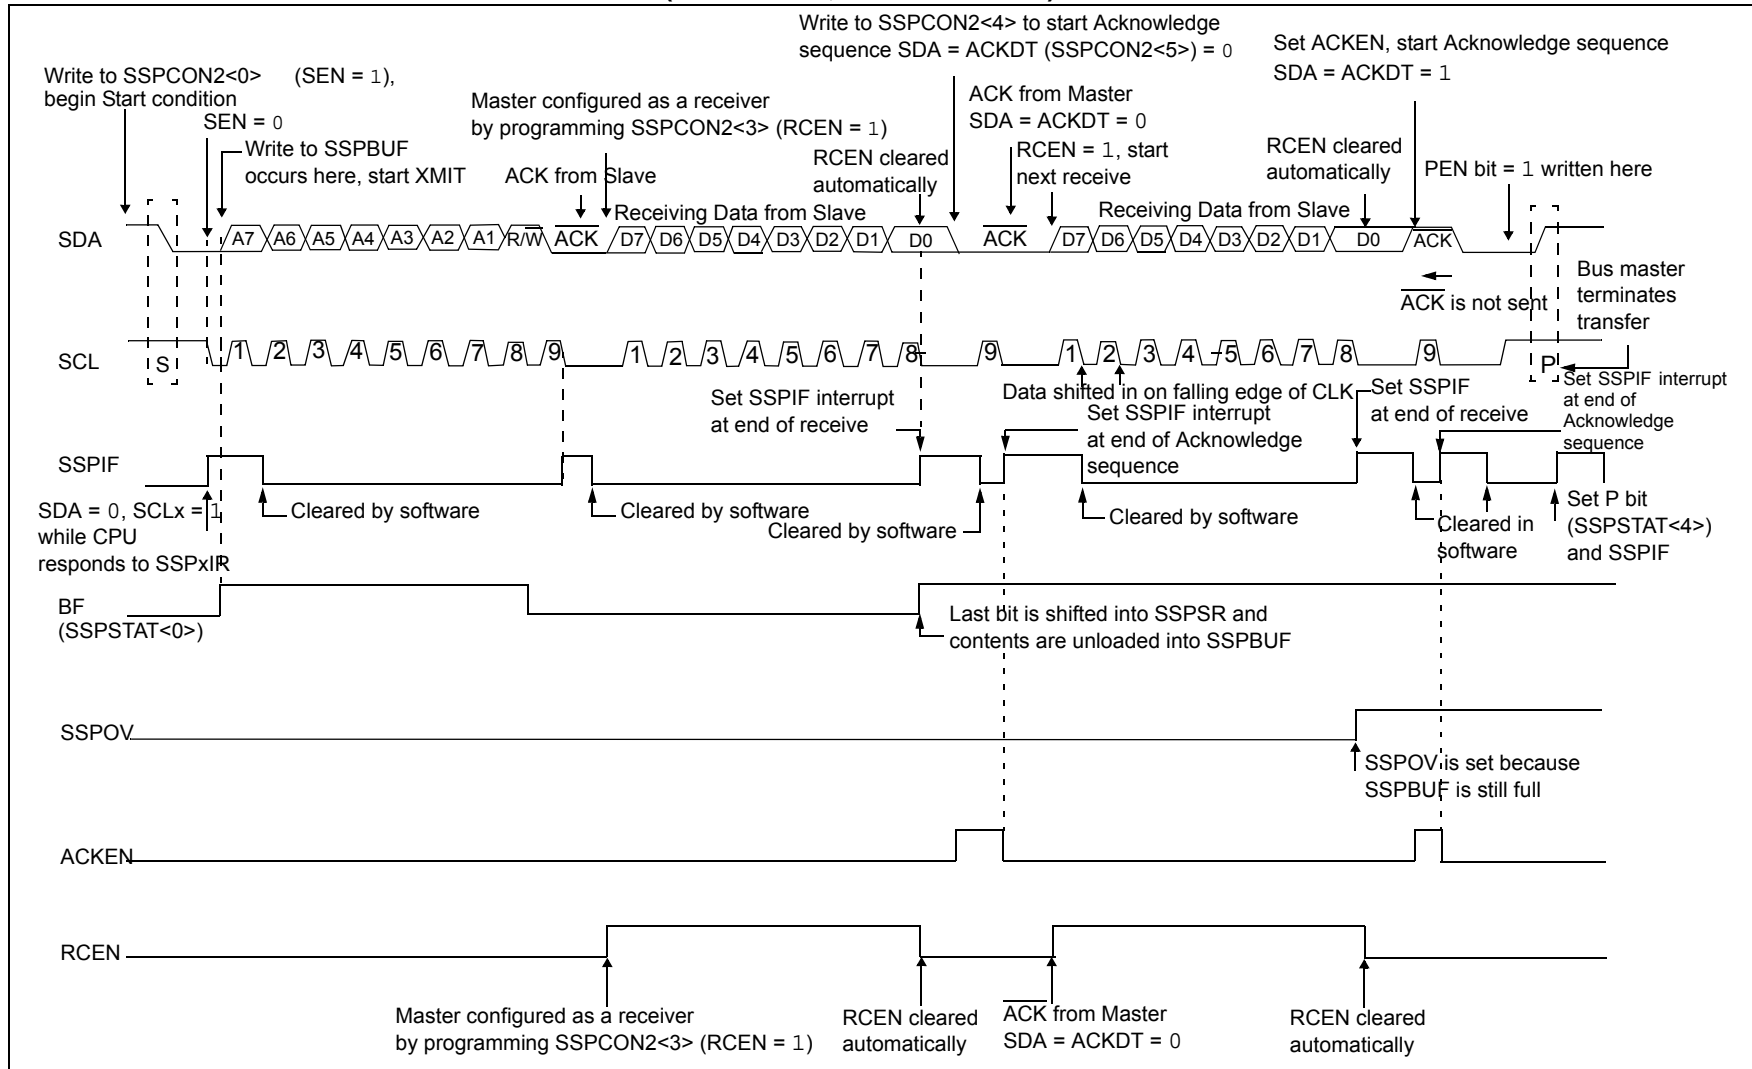 Write to SSPCON2<4> to start Acknowledge
sequence SDA = ACKDT (SSPCON2<5>) = 0
Set ACKEN, start Acknowledge sequence
SDA = ACKDT = 1
Write to SSPCON2<0> (SEN = 1),
begin Start condition
Master configured as a receiver
by programming SSPCON2<3> (RCEN = 1)
ACK from Master
SDA = ACKDT = 0
SEN = 0
Write to SSPBUF
occurs here, start XMIT
ACK from Slave
RCEN cleared
automatically
RCEN = 1, start
next receive
RCEN cleared
automatically
PEN bit = 1 written here
Receiving Data from Slave
Receiving Data from Slave
SDA
A7 A6 A5 A4 A3 A2 A1 R/W ACK D7 D6 D5 D4 D3 D2 D1 D0 ACK D7 D6 D5 D4 D3 D2 D1 D0 ACK
ACK is not sent
Bus master
terminates
transfer
SCL
S 1 2 3 4 5 6 7 8 9 1 2 3 4 5 6 7 8 9 1 2 3 4 5 6 7 8 9 P
Set SSPIF interrupt
at end of receive
Data shifted in on falling edge of CLK
Set SSPIF interrupt
at end of Acknowledge
sequence
Set SSPIF
at end of receive
Set SSPIF interrupt
at end of
Acknowledge
sequence
SSPIF
SDA = 0, SCLx = 1
while CPU
responds to SSPxIR
Cleared by software
Cleared by software
Cleared by software
Cleared by software
Cleared in
software
Set P bit
(SSPSTAT<4>)
and SSPIF
BF
(SSPSTAT<0>)
Last bit is shifted into SSPSR and
contents are unloaded into SSPBUF
SSPOV
SSPOV is set because
SSPBUF is still full
ACKEN
RCEN
Master configured as a receiver
by programming SSPCON2<3> (RCEN = 1)
RCEN cleared
automatically
ACK from Master
SDA = ACKDT = 0
RCEN cleared
automatically